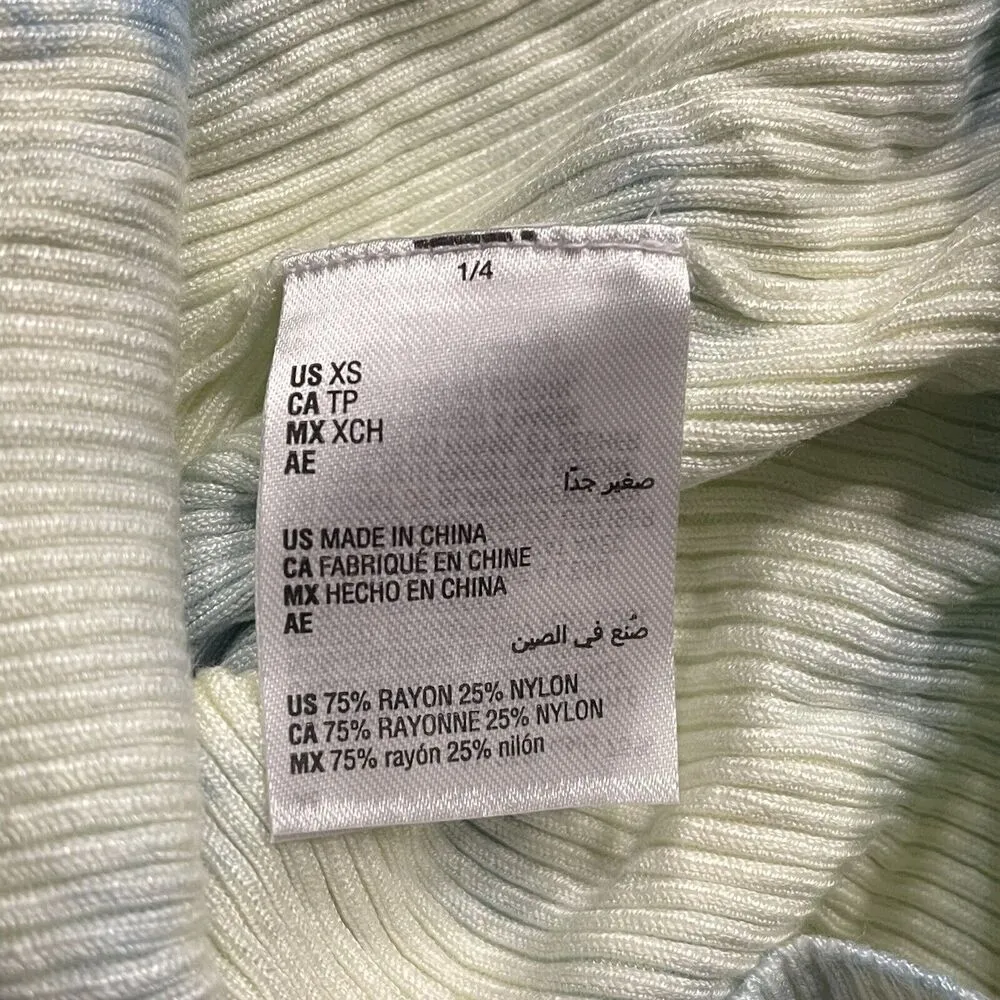 1/4
US XS
CA TP
MX XCH
AE
صغير جدًا
US MADE IN CHINA
CA FABRIQUÉ EN CHINE
MX HECHO EN CHINA
AE
صُنع في الصين
US 75% RAYON 25% NYLON
CA 75% RAYONNE 25% NYLON
MX 75% rayón 25% nilón